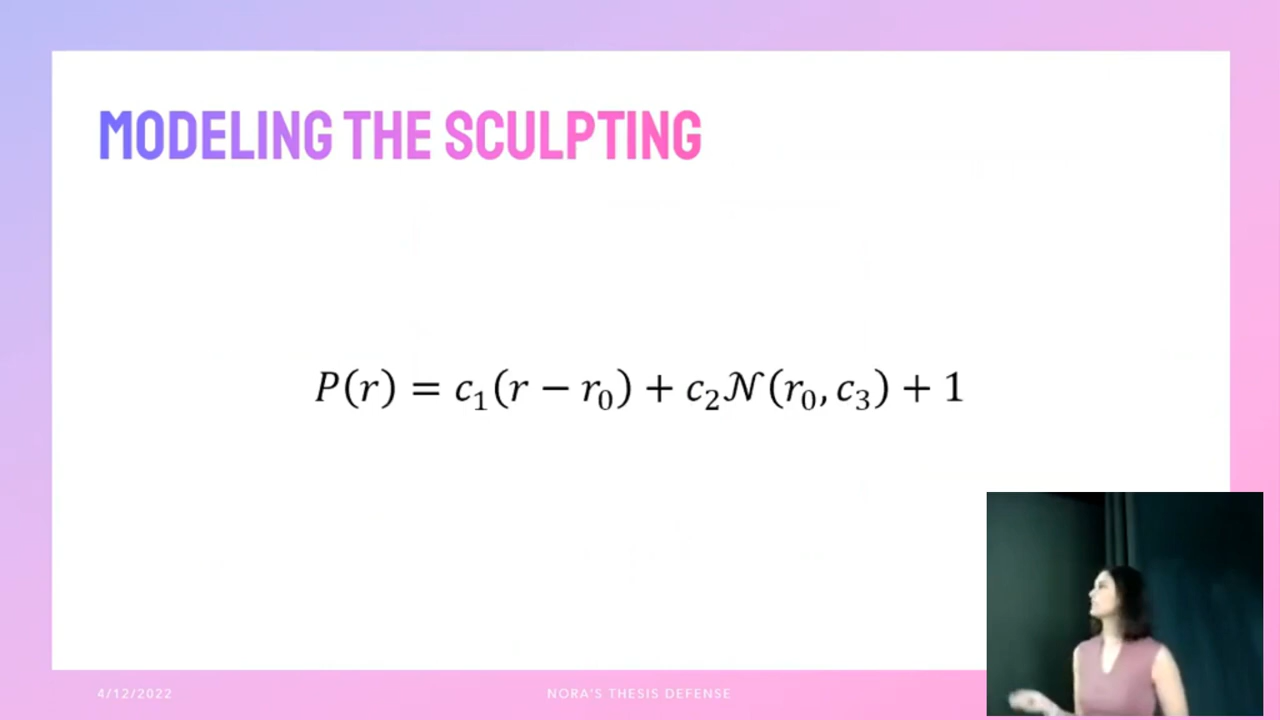 MODELING THE SCULPTING
P(r) = c₁(r − r₀) + c₂𝒩(r₀, c₃) + 1
4/12/2022
NORA'S THESIS DEFENSE